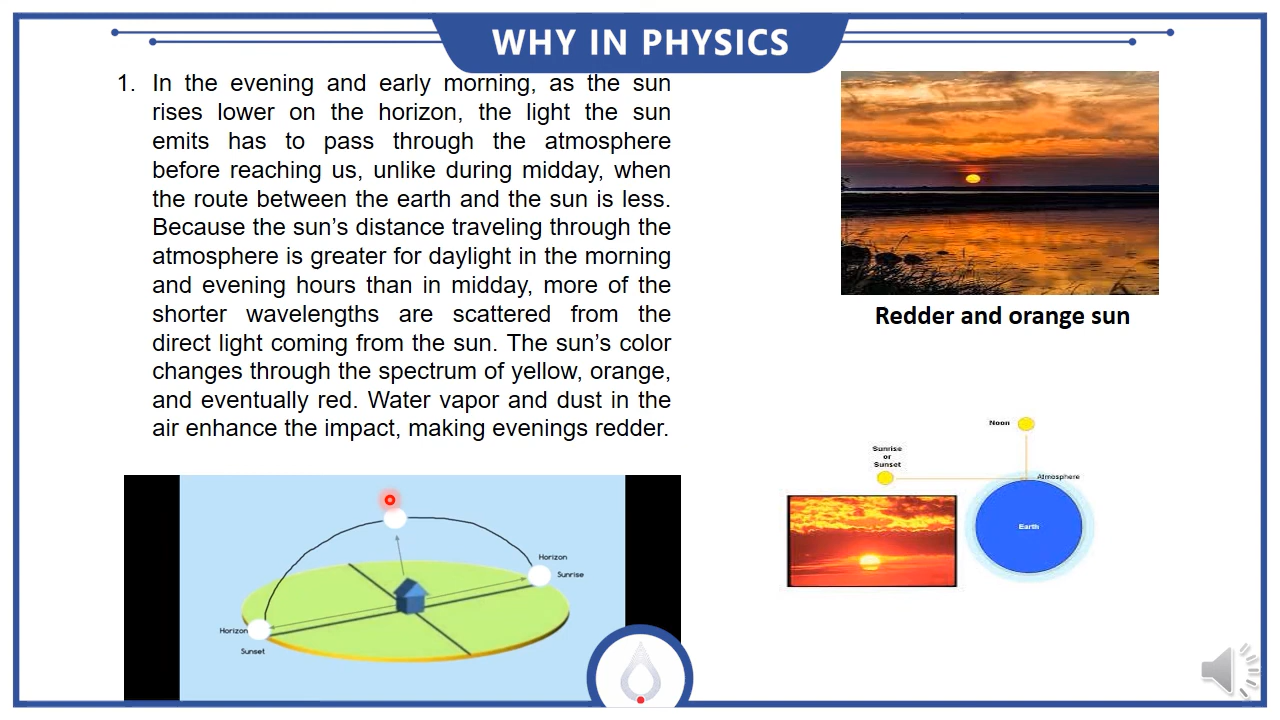 WHY IN PHYSICS
1. In the evening and early morning, as the sun
rises lower on the horizon, the light the sun
emits has to pass through the atmosphere
before reaching us, unlike during midday, when
the route between the earth and the sun is less.
Because the sun's distance traveling through the
atmosphere is greater for daylight in the morning
and evening hours than in midday, more of the
shorter wavelengths are scattered from the
direct light coming from the sun. The sun's color
changes through the spectrum of yellow, orange,
and eventually red. Water vapor and dust in the
air enhance the impact, making evenings redder.
Redder and orange sun
Noon
Sunrise
or
Sunset
Atmosphere
Earth
Horizon
Sunrise
Horizon
Sunset